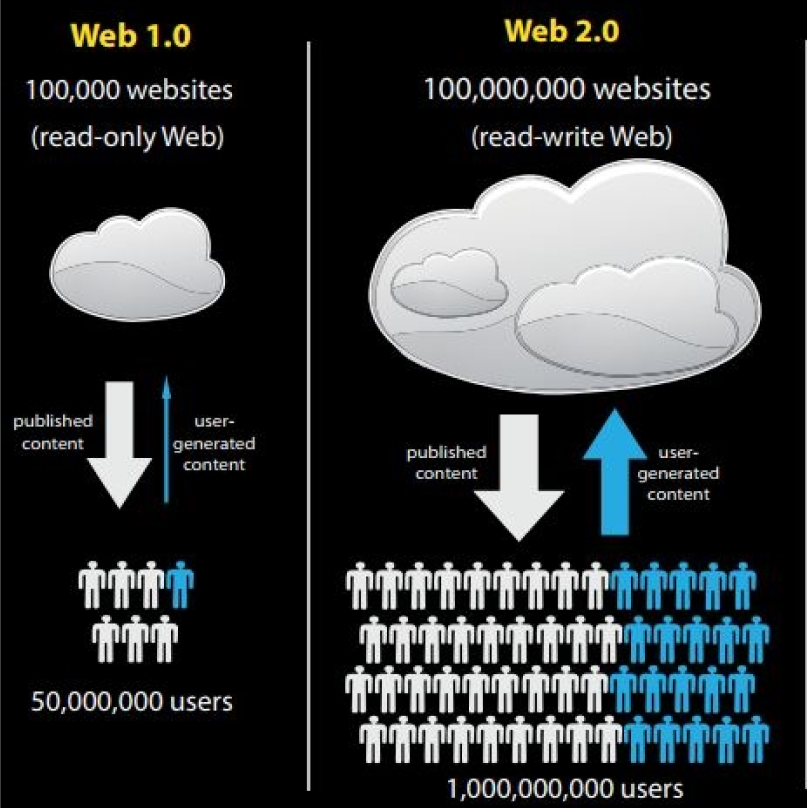 Web 1.0
100,000 websites
(read-only Web)
published
content
user-
generated
content
50,000,000 users
Web 2.0
100,000,000 websites
(read-write Web)
published
content
user-
generated
content
1,000,000,000 users